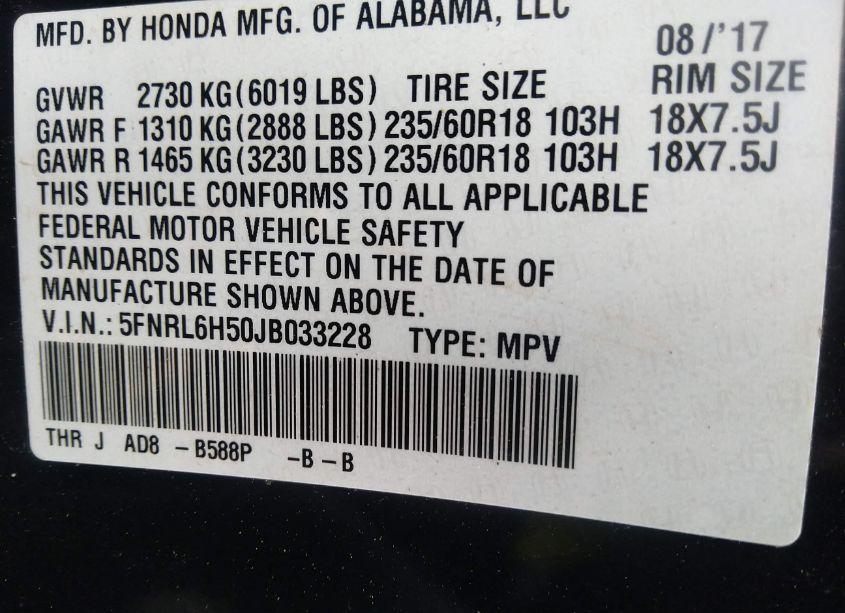 MFD. BY HONDA MFG. OF ALABAMA, LLC
08/'17
GVWR 2730 KG(6019 LBS) TIRE SIZE RIM SIZE
GAWR F 1310 KG(2888 LBS) 235/60R18 103H 18X7.5J
GAWR R 1465 KG(3230 LBS) 235/60R18 103H 18X7.5J
THIS VEHICLE CONFORMS TO ALL APPLICABLE
FEDERAL MOTOR VEHICLE SAFETY
STANDARDS IN EFFECT ON THE DATE OF
MANUFACTURE SHOWN ABOVE.
V.I.N.: 5FNRL6H50JB033228 TYPE: MPV
THR J AD8 -B588P -B-B